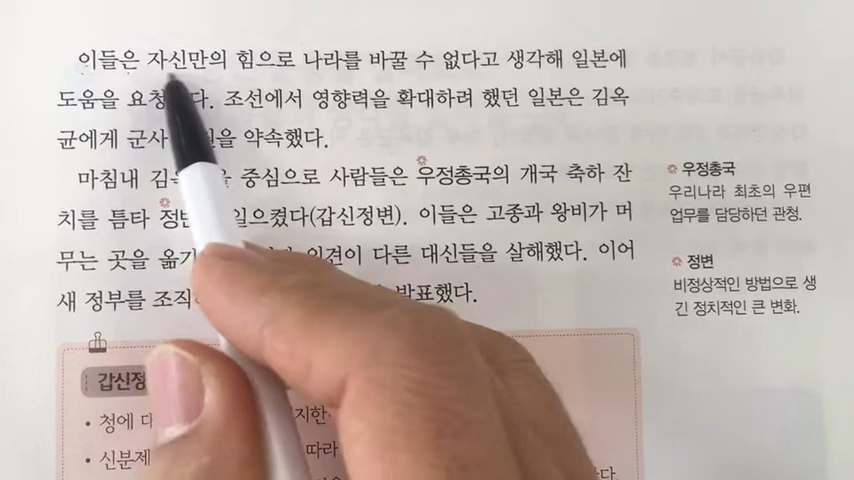 이들은 자신만의 힘으로 나라를 바꿀 수 없다고 생각해 일본에
도움을 요청 다. 조선에서 영향력을 확대하려 했던 일본은 김옥
균에게 군사 원을 약속했다.
마침내 김 을 중심으로 사람들은 우정총국의 개국 축하 잔
치를 틈타 정변 일으켰다(갑신정변). 이들은 고종과 왕비가 머
무는 곳을 옮기 의견이 다른 대신들을 살해했다. 이어
새 정부를 조직 발표했다.
우정총국
우리나라 최초의 우편
업무를 담당하던 관청.
정변
비정상적인 방법으로 생
긴 정치적인 큰 변화.
갑신정
• 청에 대 지한
• 신분제 따라